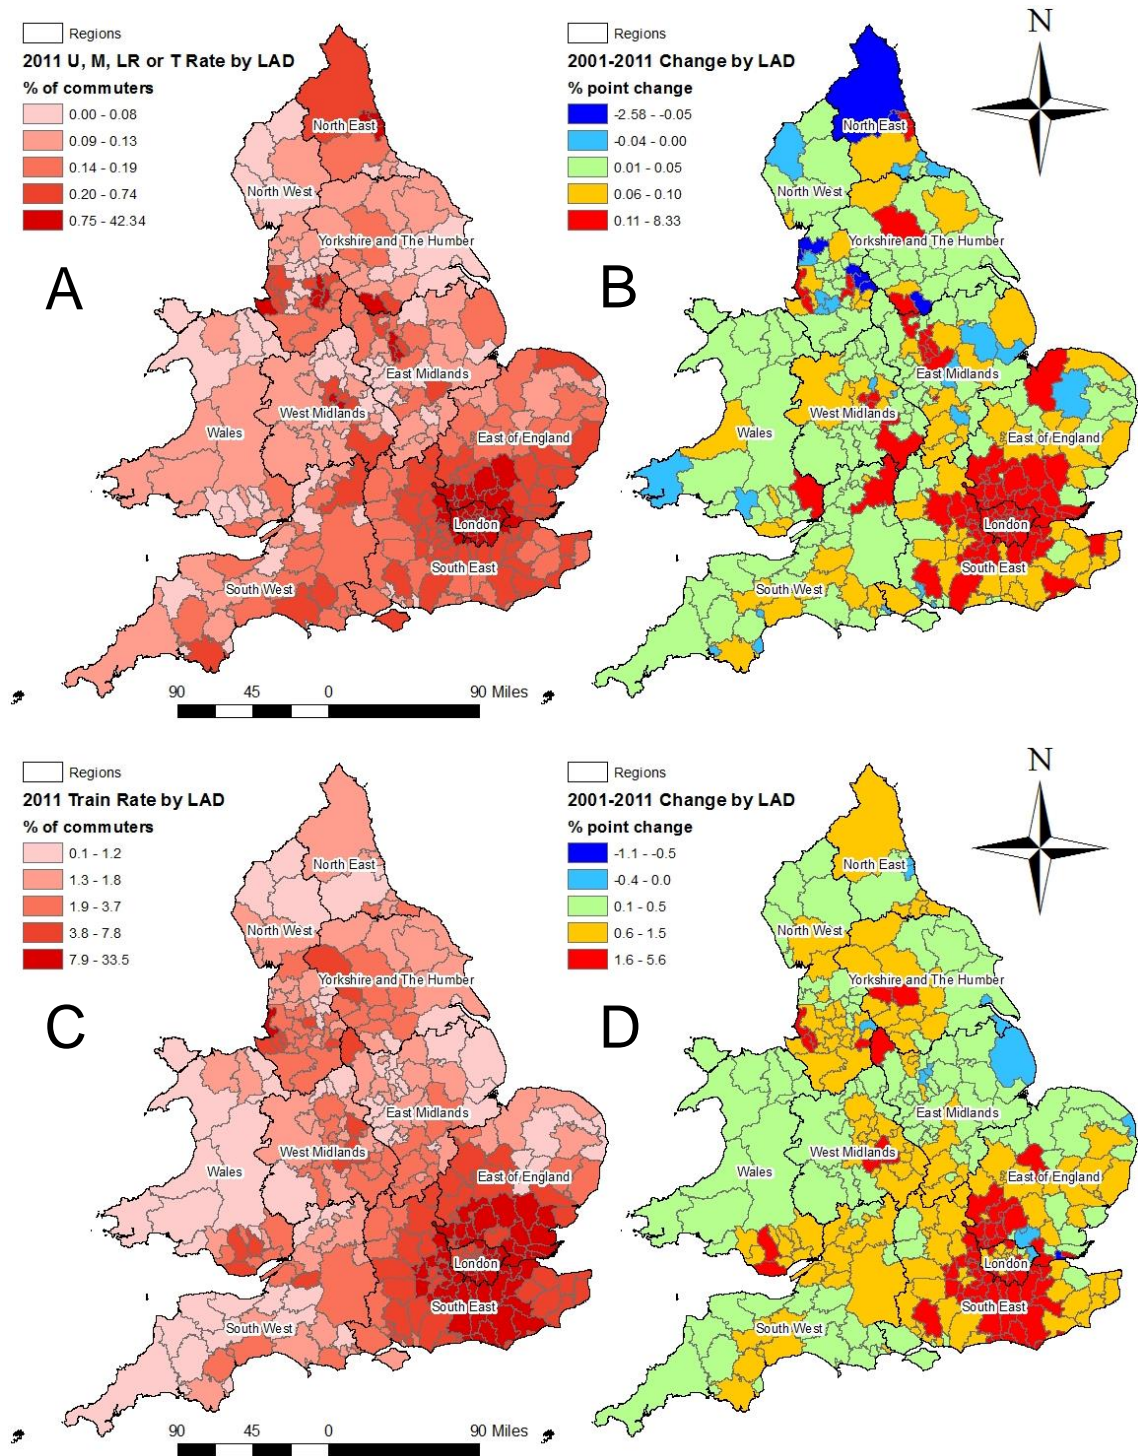 Regions
2011 U, M, LR or T Rate by LAD
% of commuters
0.00 - 0.08
0.09 - 0.13
0.14 - 0.19
0.20 - 0.74
0.75 - 42.34
A
North East
North West
Yorkshire and The Humber
East Midlands
West Midlands
Wales
East of England
London
South East
South West
90 45 0 90 Miles
Regions
2001-2011 Change by LAD
% point change
-2.58 - -0.05
-0.04 - 0.00
0.01 - 0.05
0.06 - 0.10
0.11 - 8.33
N
B
North East
North West
Yorkshire and The Humber
East Midlands
West Midlands
Wales
East of England
London
South East
South West
Regions
2011 Train Rate by LAD
% of commuters
0.1 - 1.2
1.3 - 1.8
1.9 - 3.7
3.8 - 7.8
7.9 - 33.5
C
North East
North West
Yorkshire and The Humber
East Midlands
West Midlands
Wales
East of England
London
South East
South West
90 45 0 90 Miles
Regions
2001-2011 Change by LAD
% point change
-1.1 - -0.5
-0.4 - 0.0
0.1 - 0.5
0.6 - 1.5
1.6 - 5.6
N
D
North East
North West
Yorkshire and The Humber
East Midlands
West Midlands
Wales
East of England
London
South East
South West